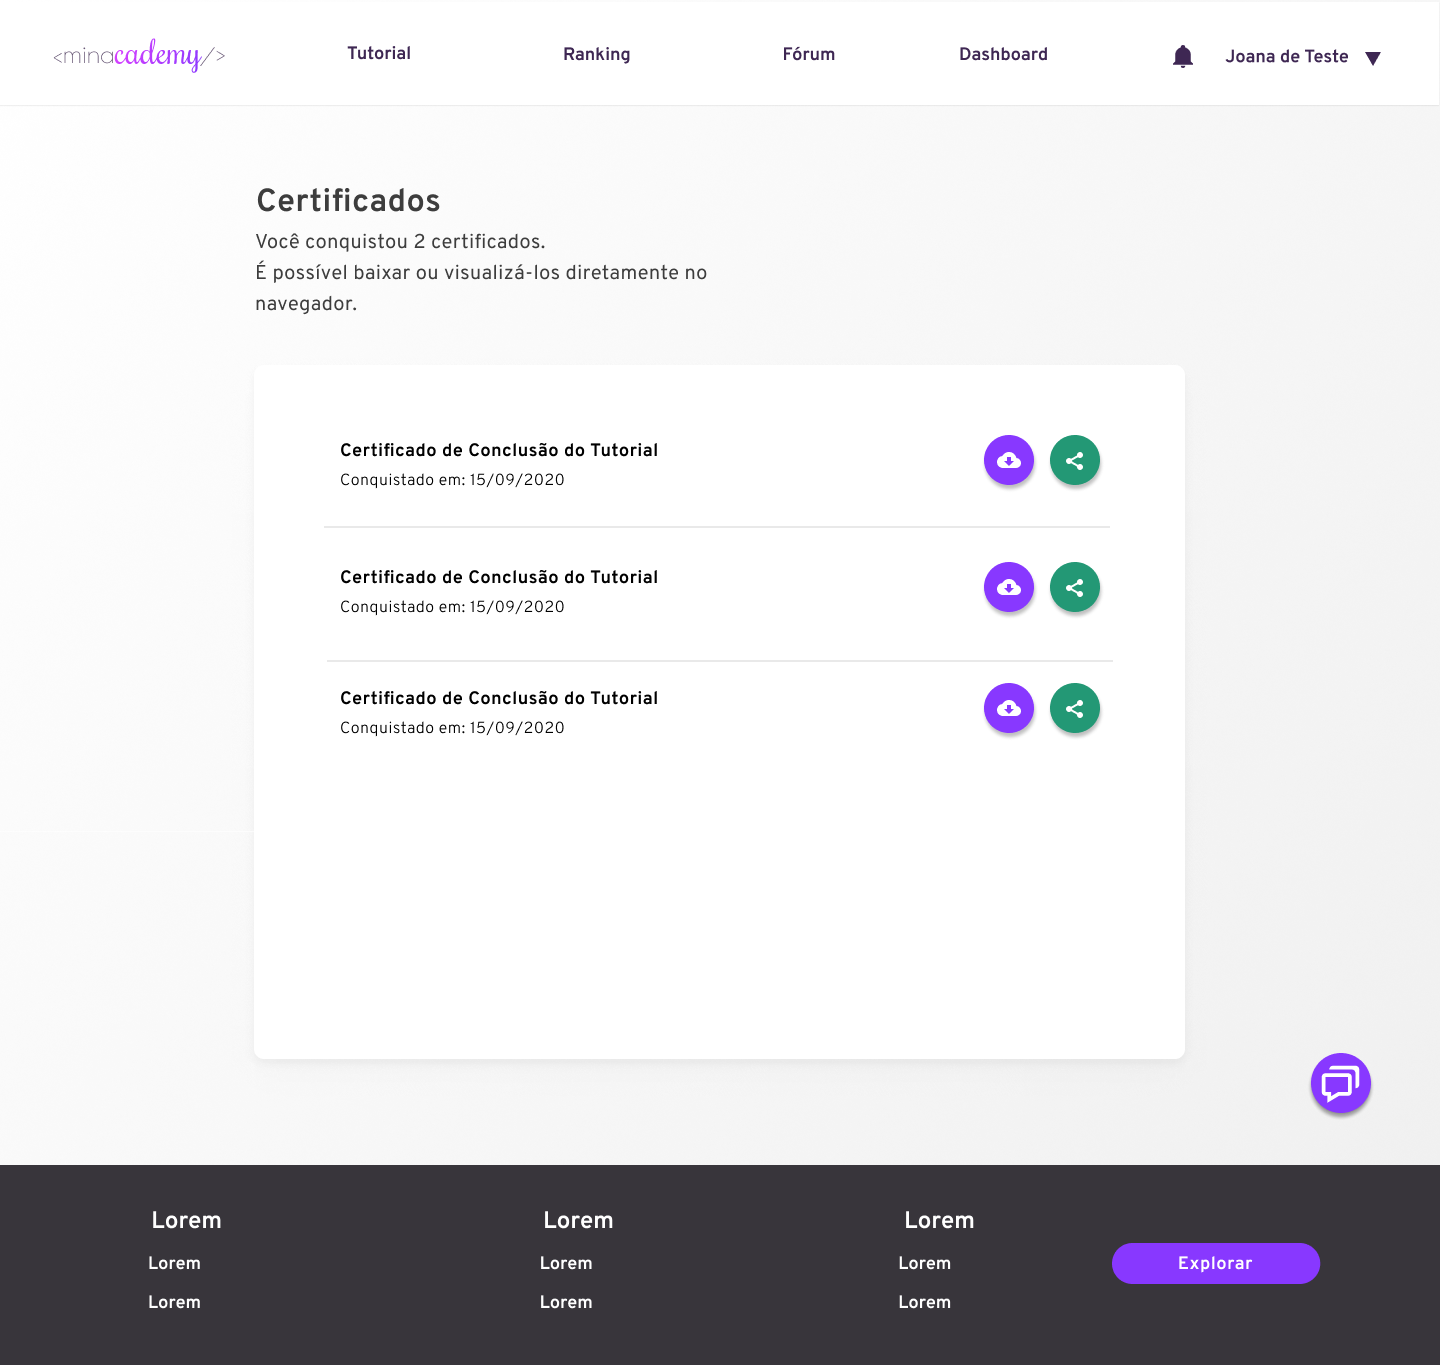 <minacademy/>
Tutorial
Ranking
Fórum
Dashboard
Joana de Teste
Certificados
Você conquistou 2 certificados.
É possível baixar ou visualizá-los diretamente no
navegador.
Certificado de Conclusão do Tutorial
Conquistado em: 15/09/2020
Certificado de Conclusão do Tutorial
Conquistado em: 15/09/2020
Certificado de Conclusão do Tutorial
Conquistado em: 15/09/2020
Lorem
Lorem
Lorem
Lorem
Lorem
Lorem
Lorem
Lorem
Lorem
Explorar